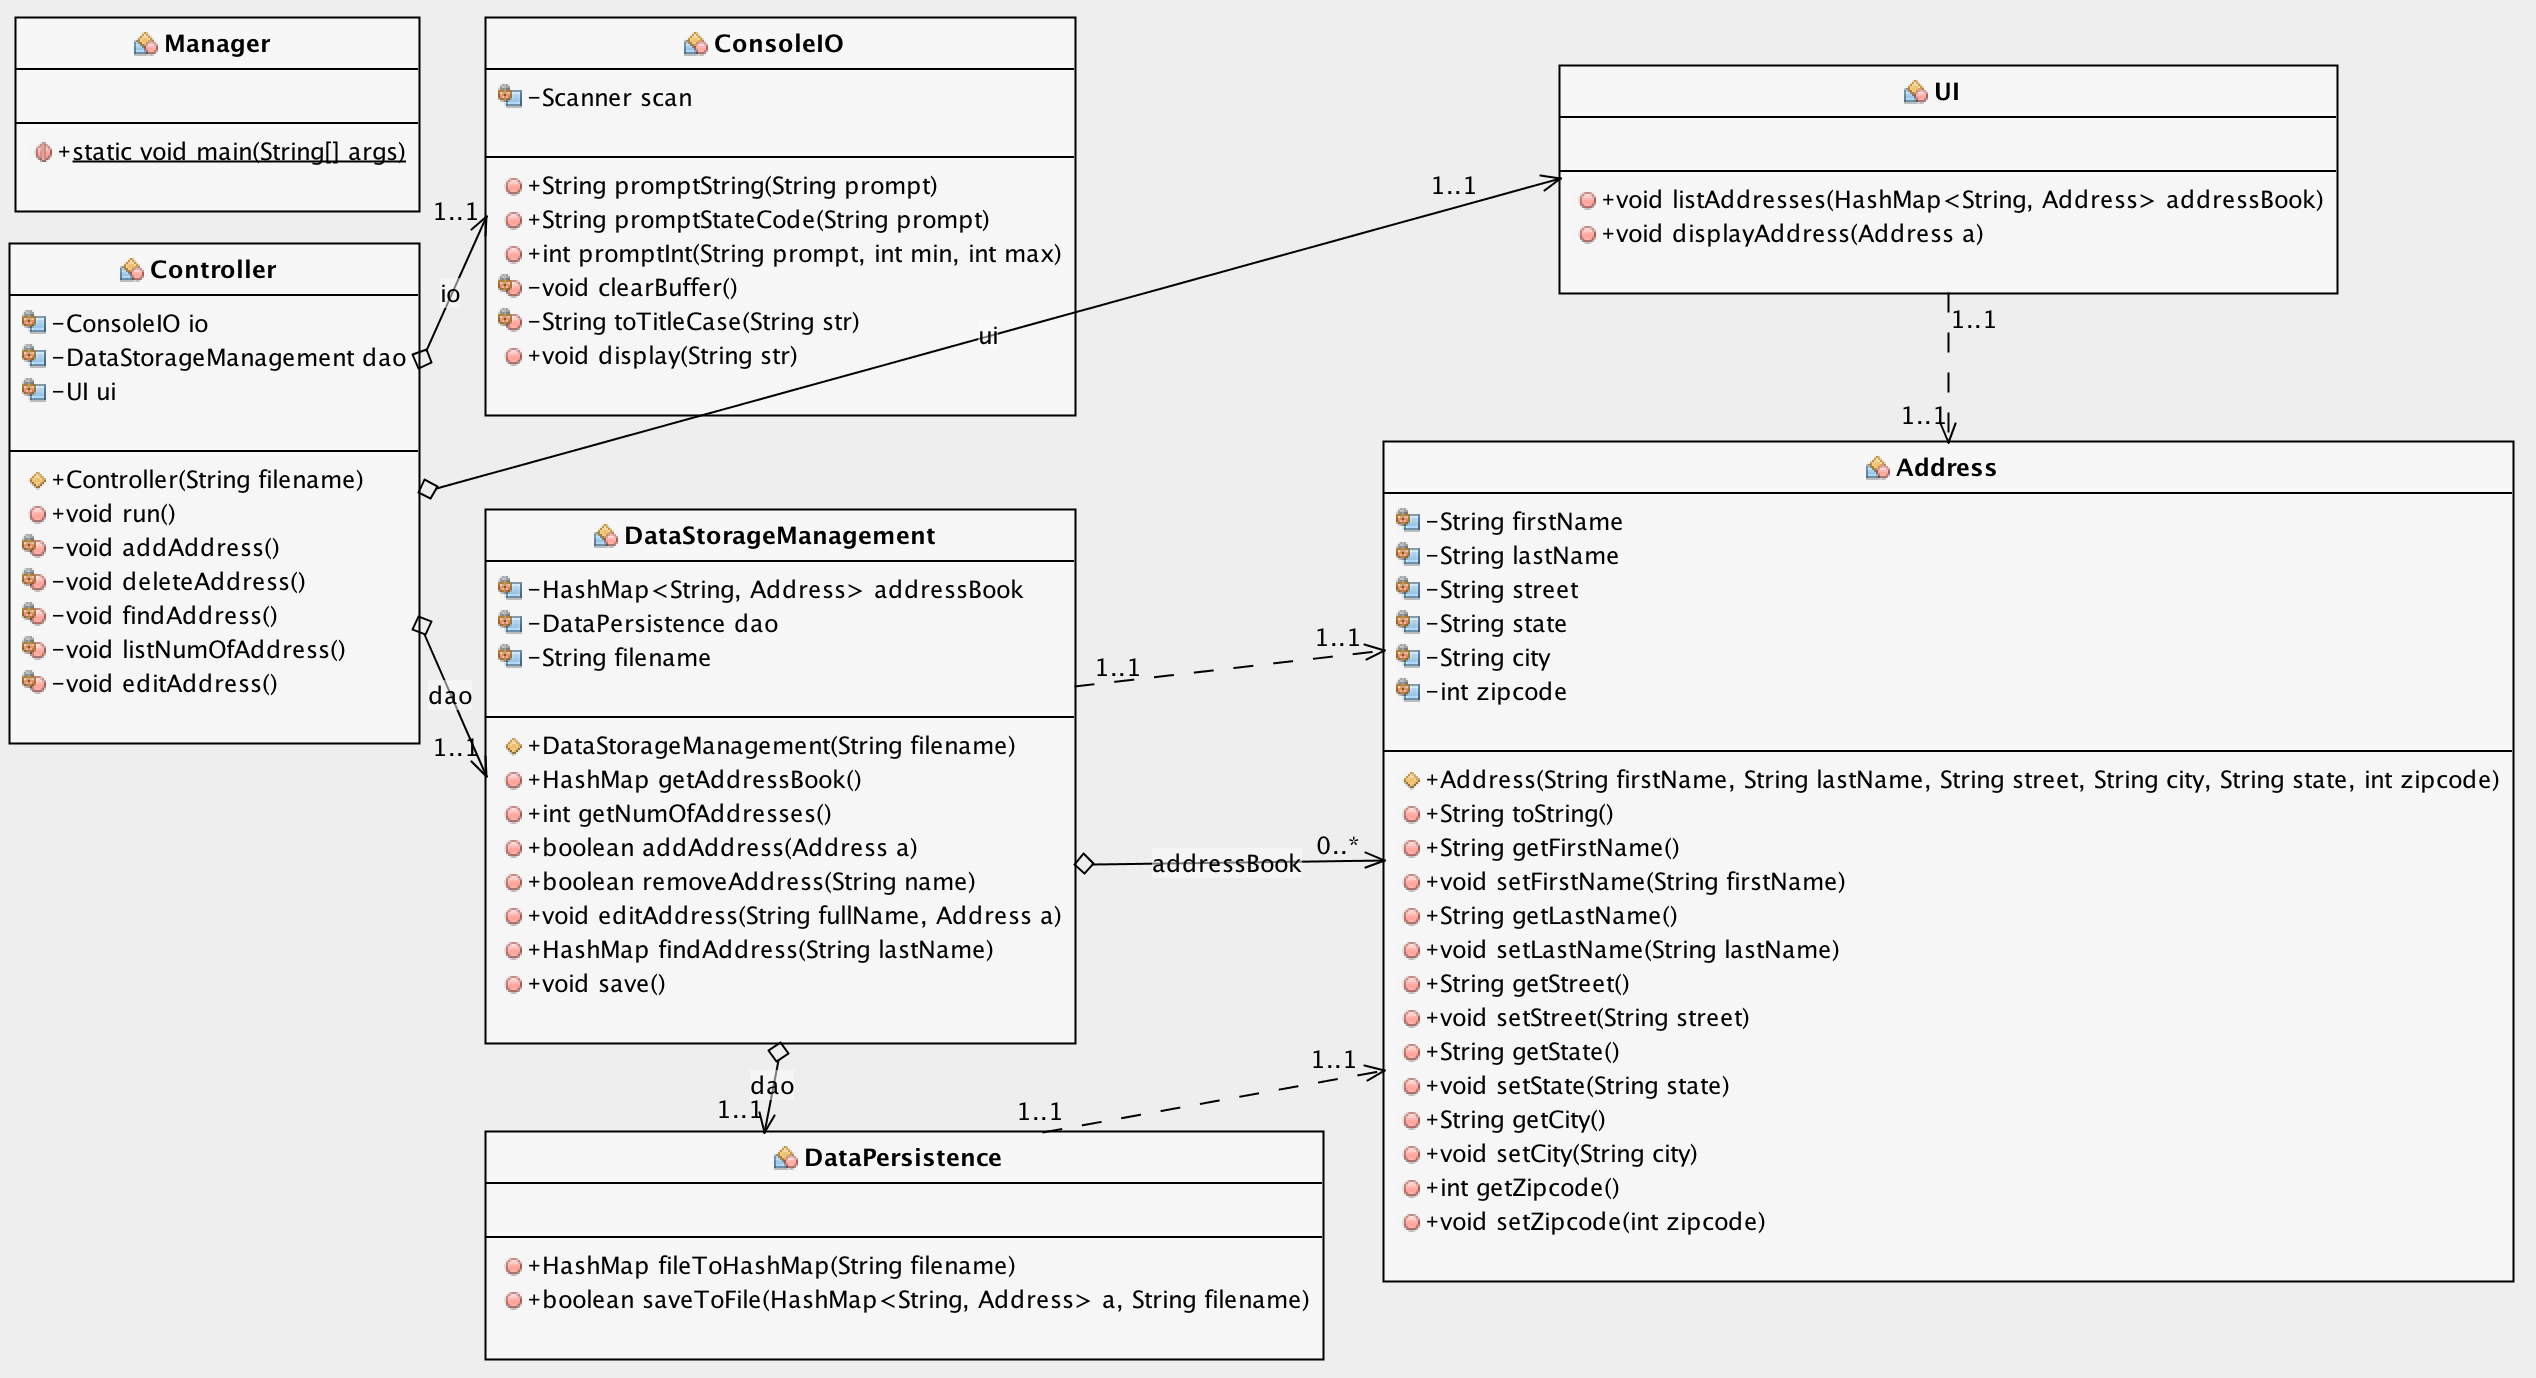 Manager
+static void main(String[] args)
ConsoleIO
-Scanner scan
+String promptString(String prompt)
+String promptStateCode(String prompt)
+int promptInt(String prompt, int min, int max)
-void clearBuffer()
-String toTitleCase(String str)
+void display(String str)
UI
+void listAddresses(HashMap<String, Address> addressBook)
+void displayAddress(Address a)
1..1
io
1..1
ui
1..1
1..1
Controller
-ConsoleIO io
-DataStorageManagement dao
-UI ui
+Controller(String filename)
+void run()
-void addAddress()
-void deleteAddress()
-void findAddress()
-void listNumOfAddress()
-void editAddress()
dao
1..1
DataStorageManagement
-HashMap<String, Address> addressBook
-DataPersistence dao
-String filename
+DataStorageManagement(String filename)
+HashMap getAddressBook()
+int getNumOfAddresses()
+boolean addAddress(Address a)
+boolean removeAddress(String name)
+void editAddress(String fullName, Address a)
+HashMap findAddress(String lastName)
+void save()
1..1
1..1
addressBook
0..*
dao
1..1
1..1
1..1
DataPersistence
+HashMap fileToHashMap(String filename)
+boolean saveToFile(HashMap<String, Address> a, String filename)
Address
-String firstName
-String lastName
-String street
-String state
-String city
-int zipcode
+Address(String firstName, String lastName, String street, String city, String state, int zipcode)
+String toString()
+String getFirstName()
+void setFirstName(String firstName)
+String getLastName()
+void setLastName(String lastName)
+String getStreet()
+void setStreet(String street)
+String getState()
+void setState(String state)
+String getCity()
+void setCity(String city)
+int getZipcode()
+void setZipcode(int zipcode)